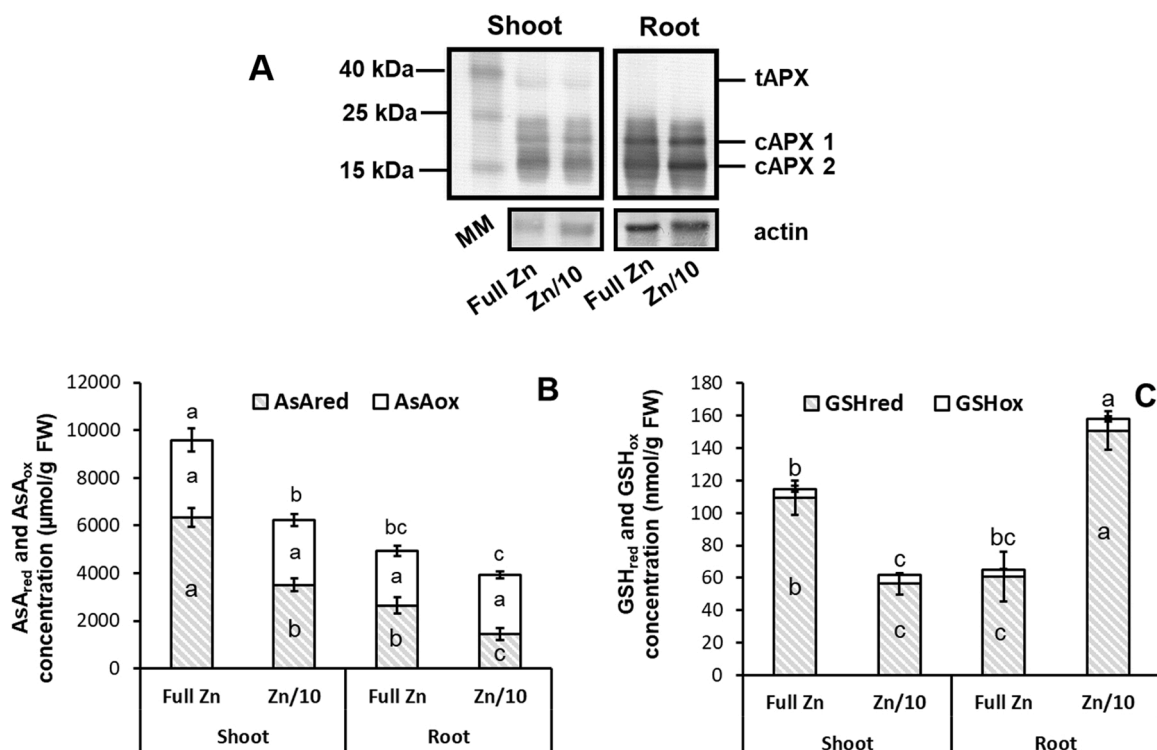 Shoot Root
A
40 kDa
25 kDa
15 kDa
tAPX
cAPX 1
cAPX 2
MM
actin
Full Zn
Zn/10
Full Zn
Zn/10
B
AsAred AsAox
AsAred and AsAox
concentration (µmol/g FW)
12000
10000
8000
6000
4000
2000
0
a
a
a
b
a
b
bc
a
b
c
a
c
Full Zn Zn/10 Full Zn Zn/10
Shoot Root
C
GSHred GSHox
GSHred and GSHox
concentration (nmol/g FW)
180
160
140
120
100
80
60
40
20
0
b
b
c
c
bc
c
a
a
Full Zn Zn/10 Full Zn Zn/10
Shoot Root